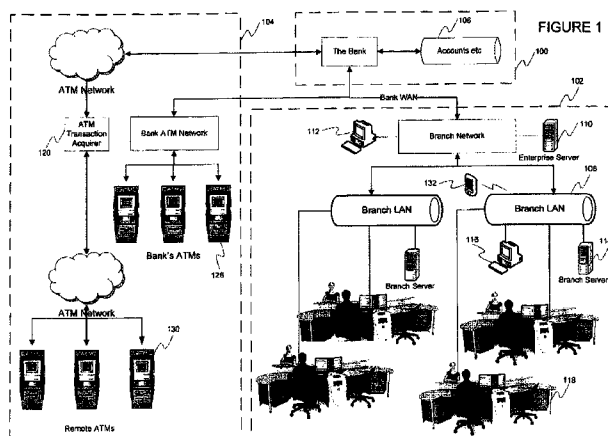 FIGURE 1
104
106
The Bank
Accounts etc
100
ATM Network
Bank WAN
102
ATM
Transaction
Acquirer
120
Bank ATM Network
112
Branch Network
110
Enterprise Server
132
108
Branch LAN
Branch LAN
Bank's ATMs
126
116
114
Branch Server
Branch Server
ATM Network
130
118
Remote ATMs